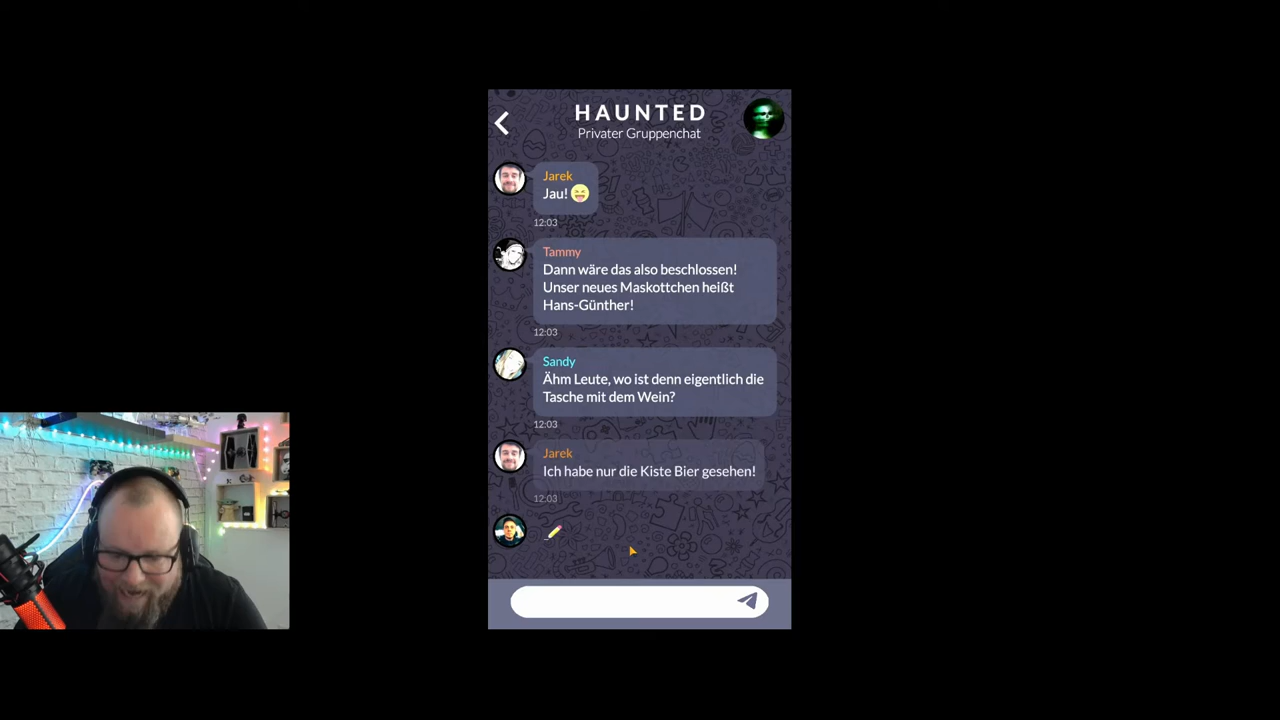 HAUNTED
Privater Gruppenchat
Jarek
Jau!
12:03
Tammy
Dann wäre das also beschlossen!
Unser neues Maskottchen heißt
Hans-Günther!
12:03
Sandy
Ähm Leute, wo ist denn eigentlich die
Tasche mit dem Wein?
12:03
Jarek
Ich habe nur die Kiste Bier gesehen!
12:03